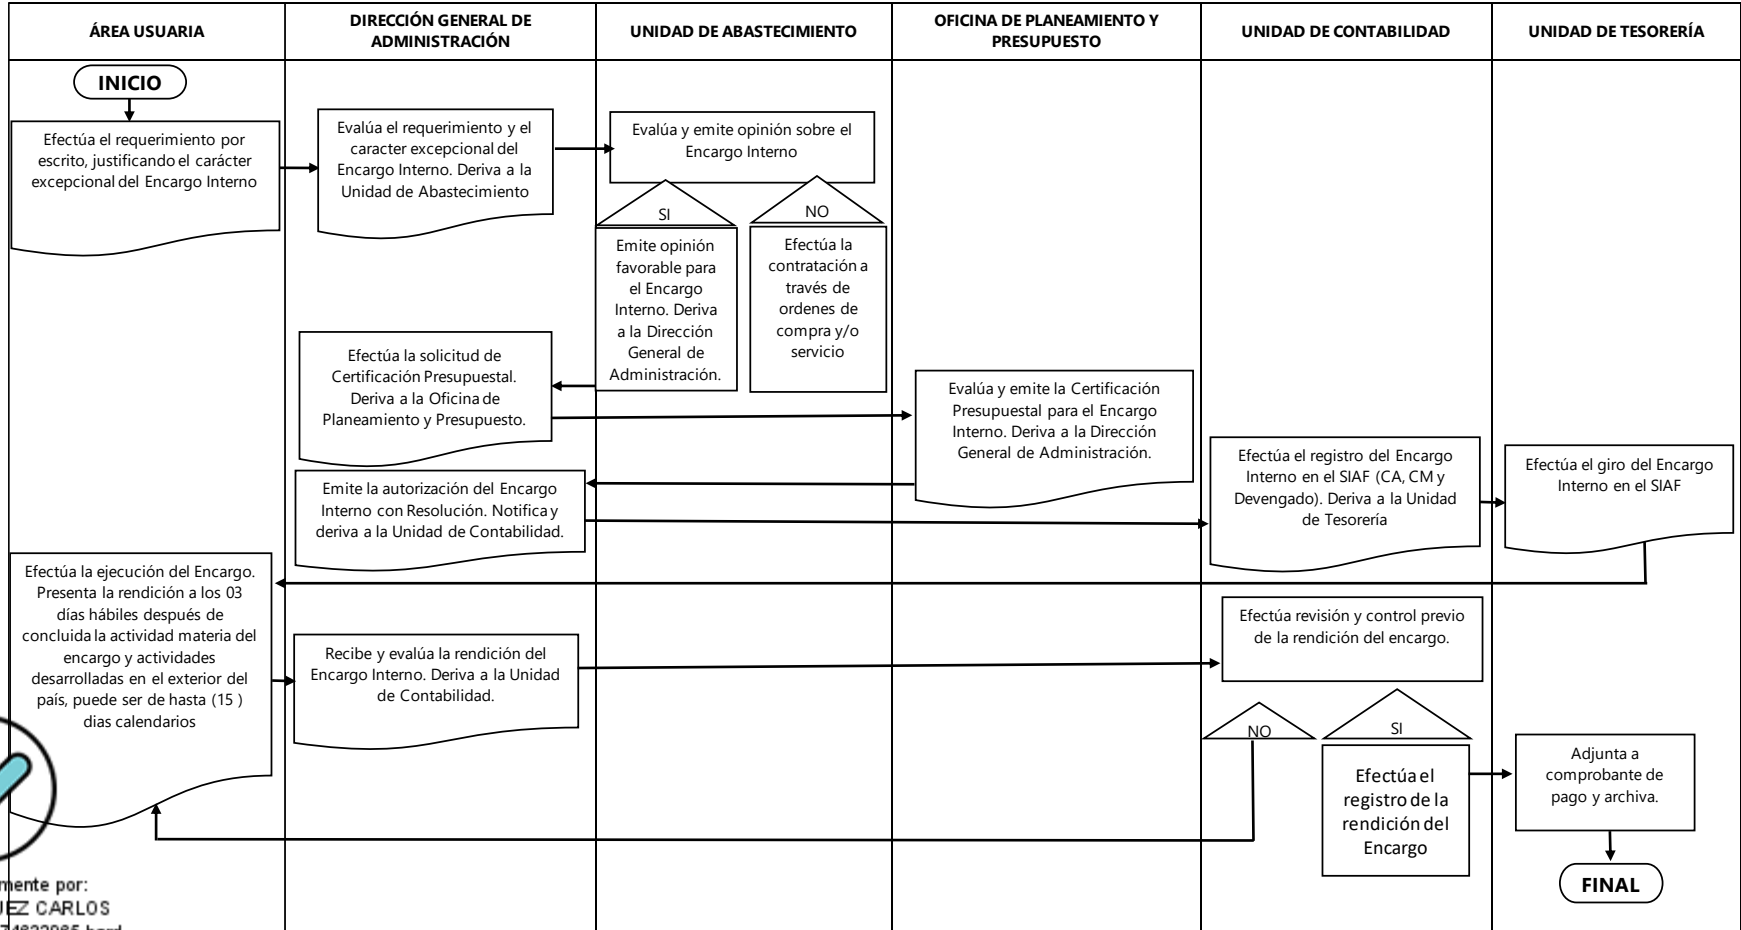 ÁREA USUARIA
DIRECCIÓN GENERAL DE
ADMINISTRACIÓN
UNIDAD DE ABASTECIMIENTO
OFICINA DE PLANEAMIENTO Y
PRESUPUESTO
UNIDAD DE CONTABILIDAD
UNIDAD DE TESORERÍA
INICIO
Efectúa el requerimiento por
escrito, justificando el carácter
excepcional del Encargo Interno
Evalúa el requerimiento y el
caracter excepcional del
Encargo Interno. Deriva a la
Unidad de Abastecimiento
Evalúa y emite opinión sobre el
Encargo Interno
SI
NO
Emite opinión
favorable para
el Encargo
Interno. Deriva
a la Dirección
General de
Administración.
Efectúa la
contratación a
través de
ordenes de
compra y/o
servicio
Efectúa la solicitud de
Certificación Presupuestal.
Deriva a la Oficina de
Planeamiento y Presupuesto.
Evalúa y emite la Certificación
Presupuestal para el Encargo
Interno. Deriva a la Dirección
General de Administración.
Emite la autorización del Encargo
Interno con Resolución. Notifica y
deriva a la Unidad de Contabilidad.
Efectúa el registro del Encargo
Interno en el SIAF (CA, CM y
Devengado). Deriva a la Unidad
de Tesorería
Efectúa el giro del Encargo
Interno en el SIAF
Efectúa la ejecución del Encargo.
Presenta la rendición a los 03
días hábiles después de
concluida la actividad materia del
encargo y actividades
desarrolladas en el exterior del
país, puede ser de hasta (15 )
dias calendarios
Recibe y evalúa la rendición del
Encargo Interno. Deriva a la Unidad
de Contabilidad.
Efectúa revisión y control previo
de la rendición del encargo.
NO
SI
Efectúa el
registro de la
rendición del
Encargo
Adjunta a
comprobante de
pago y archiva.
FINAL
mente por:
UEZ CARLOS